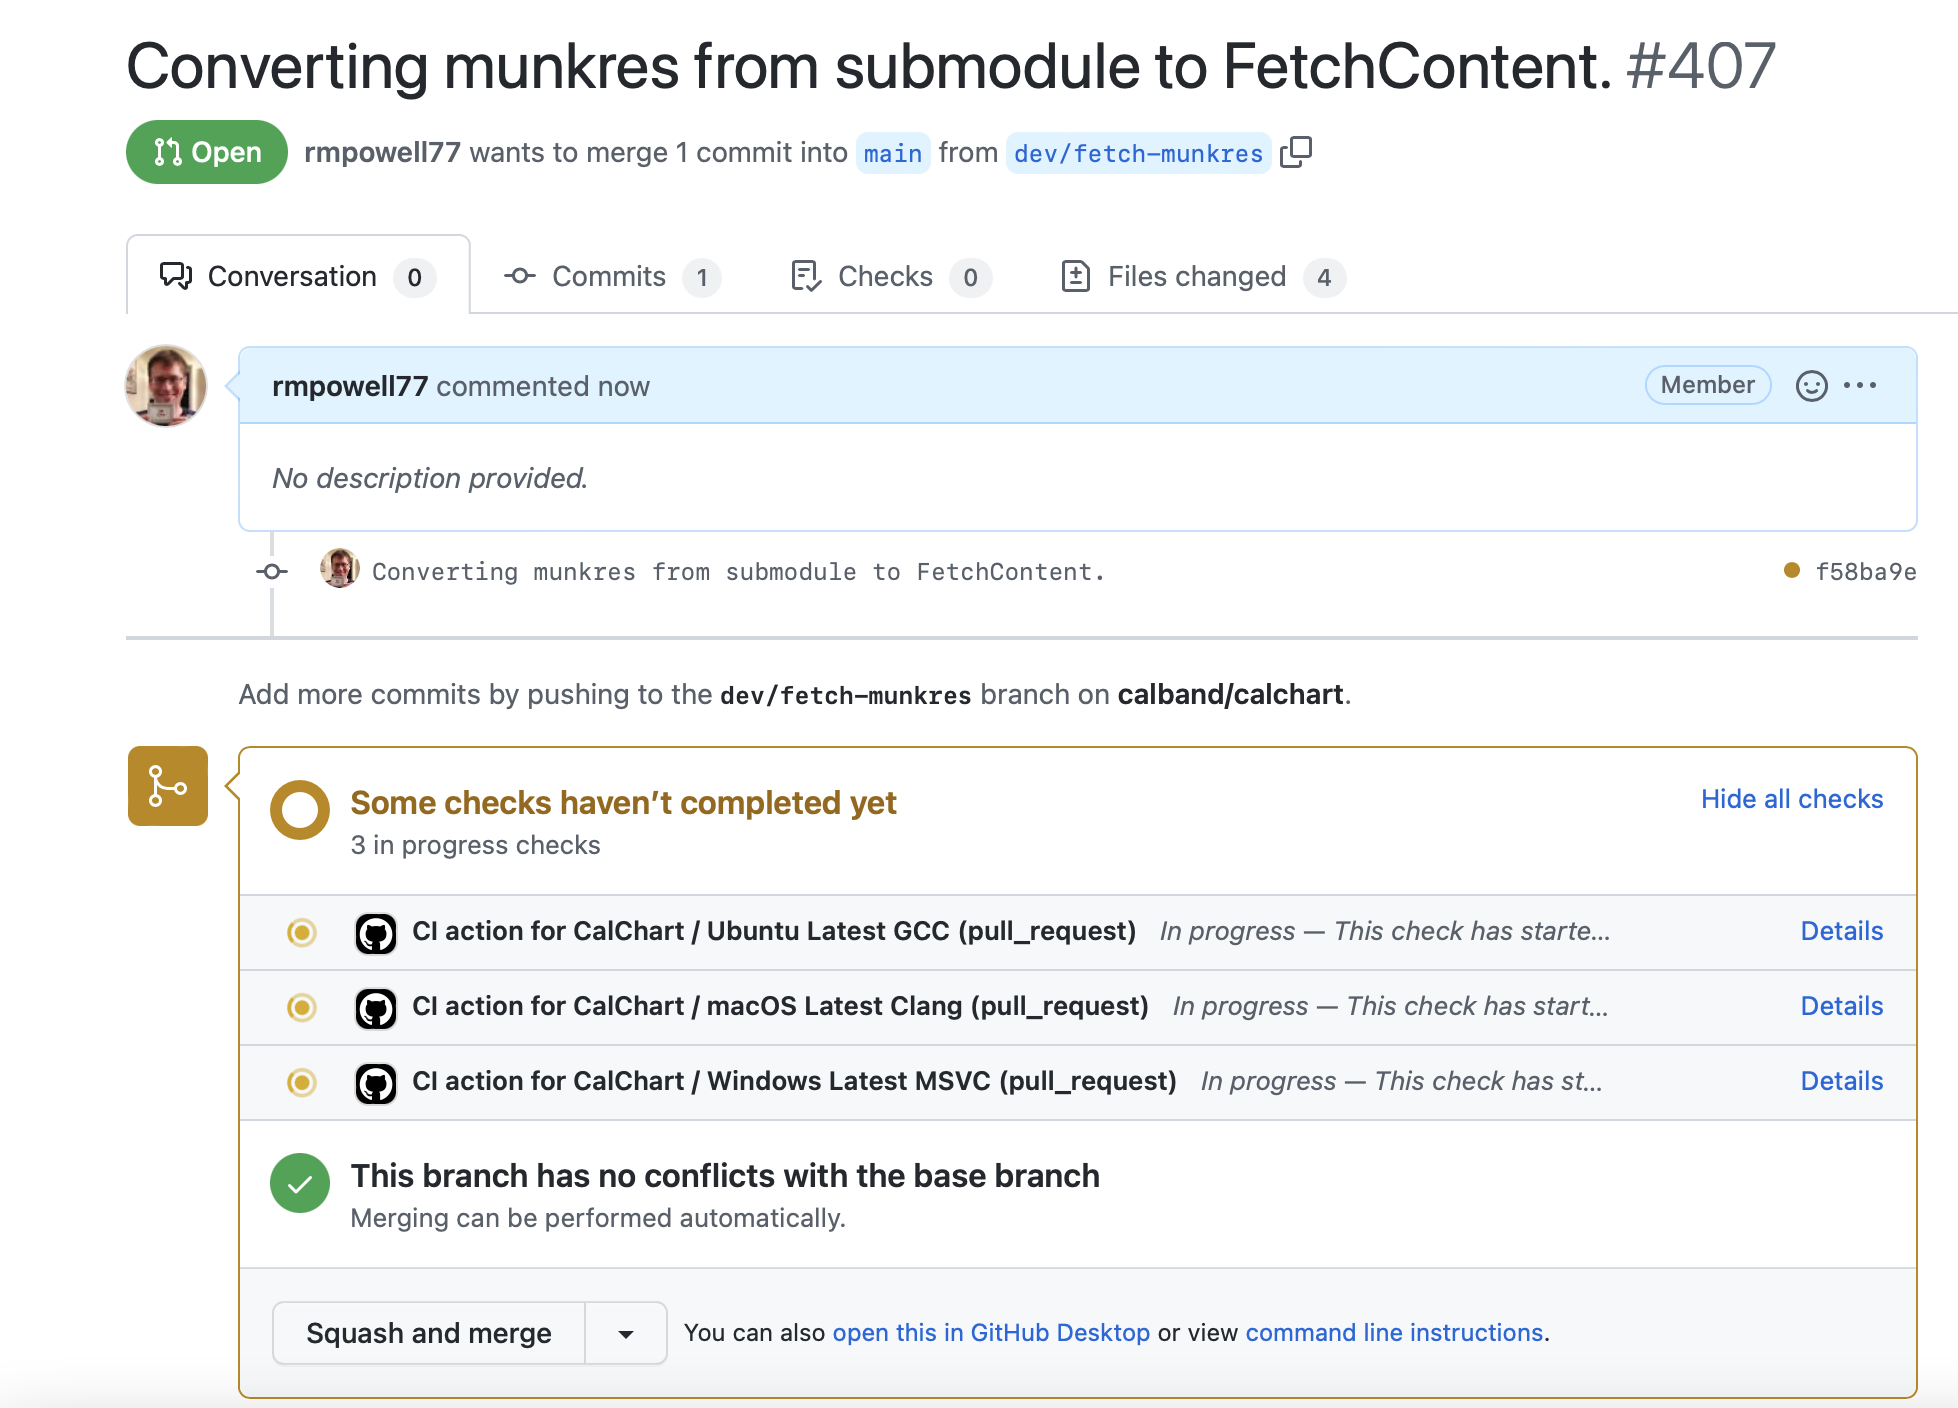 Converting munkres from submodule to FetchContent. #407
Open rmpowell77 wants to merge 1 commit into main from dev/fetch-munkres
Conversation 0 Commits 1 Checks 0 Files changed 4
rmpowell77 commented now Member
No description provided.
Converting munkres from submodule to FetchContent. f58ba9e
Add more commits by pushing to the dev/fetch-munkres branch on calband/calchart.
Some checks haven’t completed yet Hide all checks
3 in progress checks
CI action for CalChart / Ubuntu Latest GCC (pull_request) In progress — This check has starte... Details
CI action for CalChart / macOS Latest Clang (pull_request) In progress — This check has start... Details
CI action for CalChart / Windows Latest MSVC (pull_request) In progress — This check has st... Details
This branch has no conflicts with the base branch
Merging can be performed automatically.
Squash and merge You can also open this in GitHub Desktop or view command line instructions.